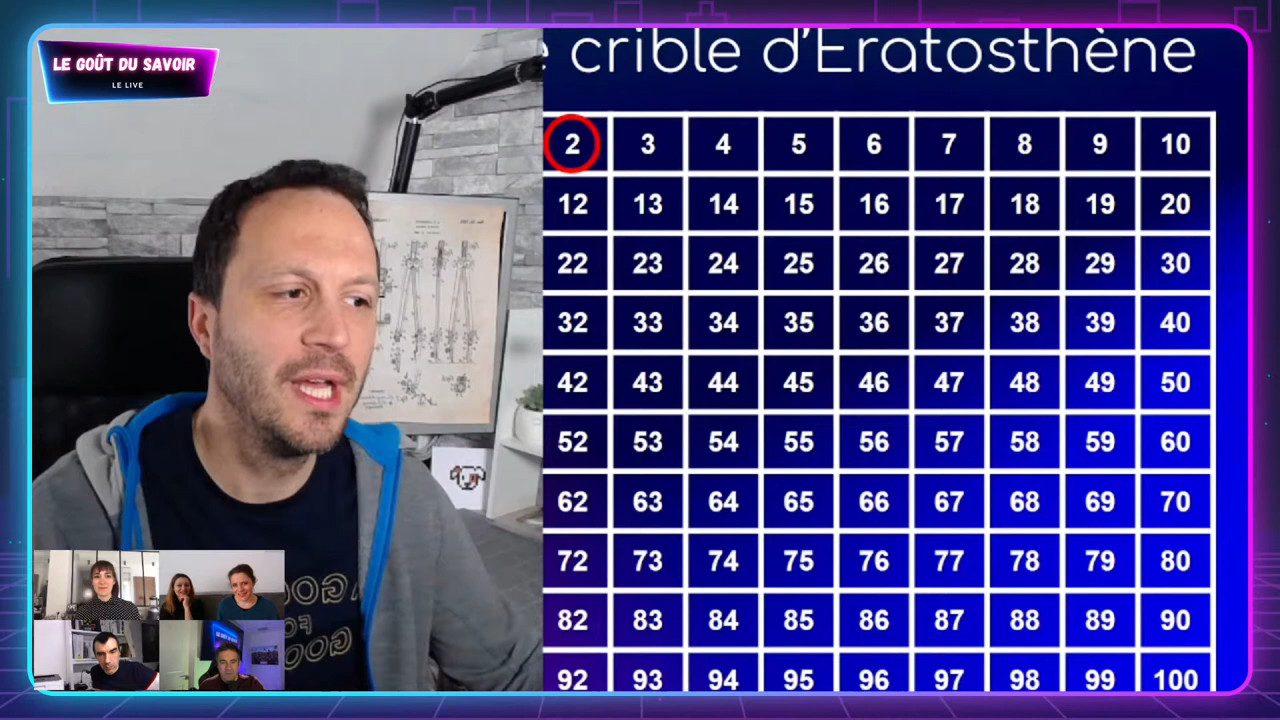 LE GOÛT DU SAVOIR
LE LIVE
crible d'Eratosthène
2 3 4 5 6 7 8 9 10
12 13 14 15 16 17 18 19 20
22 23 24 25 26 27 28 29 30
32 33 34 35 36 37 38 39 40
42 43 44 45 46 47 48 49 50
52 53 54 55 56 57 58 59 60
62 63 64 65 66 67 68 69 70
72 73 74 75 76 77 78 79 80
82 83 84 85 86 87 88 89 90
92 93 94 95 96 97 98 99 100
GOO
FO
GOO